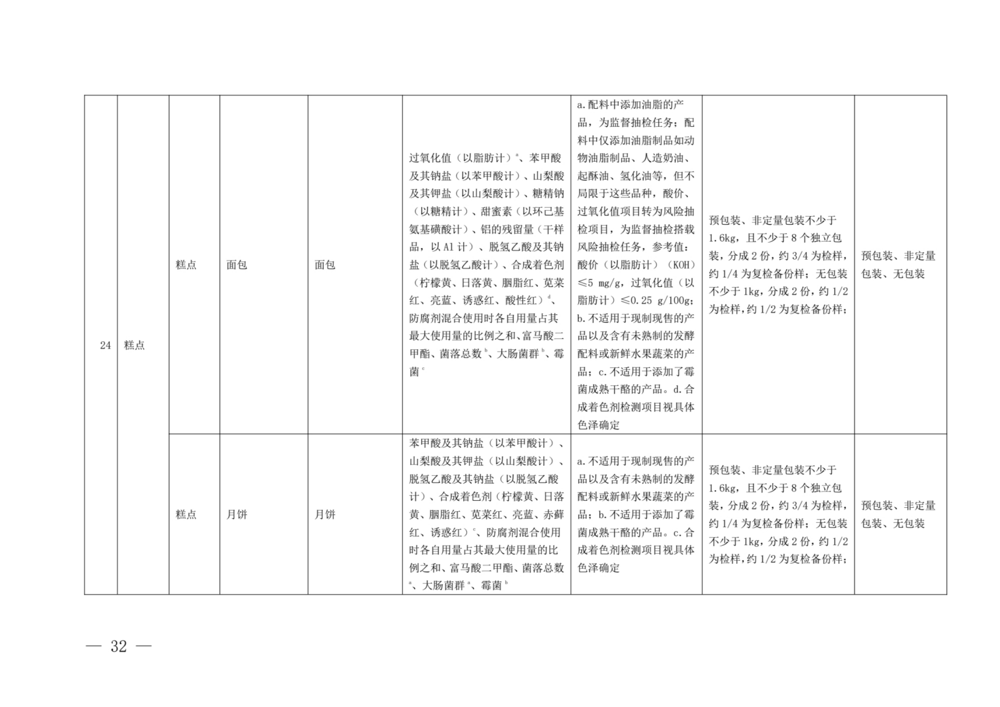 24
糕点
糕点
面包
面包
过氧化值（以脂肪计）a、苯甲酸
及其钠盐（以苯甲酸计）、山梨酸
及其钾盐（以山梨酸计）、糖精钠
（以糖精计）、甜蜜素（以环己基
氨基磺酸计）、铝的残留量（干样
品，以 Al 计）、脱氢乙酸及其钠
盐（以脱氢乙酸计）、合成着色剂
（柠檬黄、日落黄、胭脂红、苋菜
红、亮蓝、诱惑红、酸性红）d、
防腐剂混合使用时各自用量占其
最大使用量的比例之和、富马酸二
甲酯、菌落总数 b、大肠菌群 b、霉
菌 c
a.配料中添加油脂的产
品，为监督抽检任务；配
料中仅添加油脂制品如动
物油脂制品、人造奶油、
起酥油、氢化油等，但不
局限于这些品种，酸价、
过氧化值项目转为风险抽
检项目，为监督抽检搭载
风险抽检任务，参考值：
酸价（以脂肪计）（KOH）
≤5 mg/g，过氧化值（以
脂肪计）≤0.25 g/100g；
b.不适用于现制现售的产
品以及含有未熟制的发酵
配料或新鲜水果蔬菜的产
品；c.不适用于添加了霉
菌成熟干酪的产品。d.合
成着色剂检测项目视具体
色泽确定
预包装、非定量包装不少于
1.6kg，且不少于 8 个独立包
装，分成 2 份，约 3/4 为检样，
约 1/4 为复检备份样；无包装
不少于 1kg，分成 2 份，约 1/2
为检样，约 1/2 为复检备份样；
预包装、非定量
包装、无包装
糕点
月饼
月饼
苯甲酸及其钠盐（以苯甲酸计）、
山梨酸及其钾盐（以山梨酸计）、
脱氢乙酸及其钠盐（以脱氢乙酸
计）、合成着色剂（柠檬黄、日落
黄、胭脂红、苋菜红、亮蓝、赤藓
红、诱惑红）c、防腐剂混合使用
时各自用量占其最大使用量的比
例之和、富马酸二甲酯、菌落总数
a、大肠菌群 a、霉菌 b
a.不适用于现制现售的产
品以及含有未熟制的发酵
配料或新鲜水果蔬菜的产
品；b.不适用于添加了霉
菌成熟干酪的产品。c.合
成着色剂检测项目视具体
色泽确定
预包装、非定量包装不少于
1.6kg，且不少于 8 个独立包
装，分成 2 份，约 3/4 为检样，
约 1/4 为复检备份样；无包装
不少于 1kg，分成 2 份，约 1/2
为检样，约 1/2 为复检备份样；
预包装、非定量
包装、无包装
— 32 —